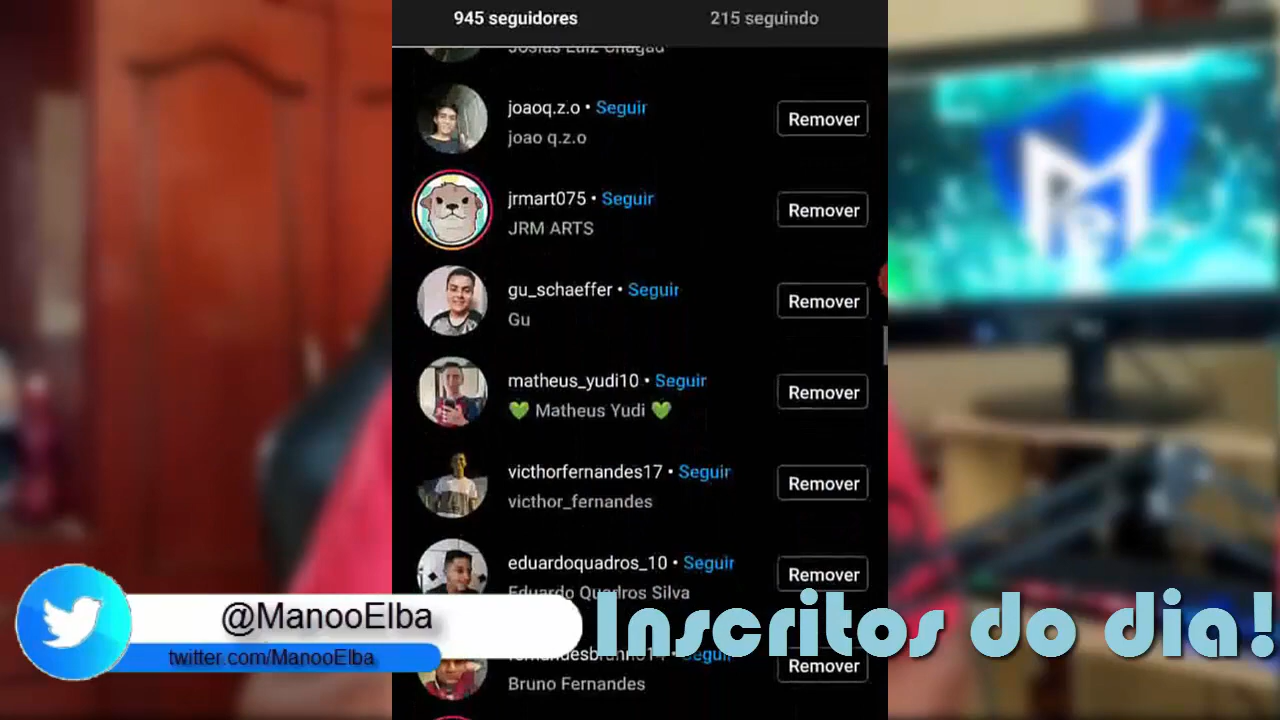 945 seguidores
215 seguindo
joaoq.z.o • Seguir
joao q.z.o
Remover
jrmart075 • Seguir
JRM ARTS
Remover
gu_schaeffer • Seguir
Gu
Remover
matheus_yudi10 • Seguir
💚 Matheus Yudi 💚
Remover
victhorfernandes17 • Seguir
victhor_fernandes
Remover
eduardoquadros_10 • Seguir
Eduardo Quadros Silva
Remover
@ManooElba
twitter.com/ManooElba
Inscritos do dia!
Seguir
Bruno Fernandes
Remover